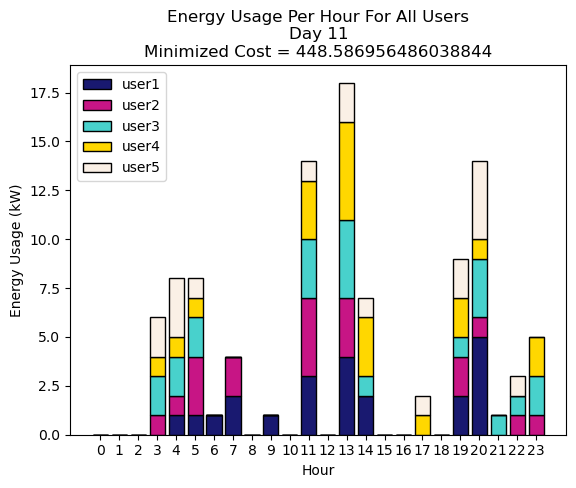 Energy Usage Per Hour For All Users
Day 11
Minimized Cost = 448.586956486038844
user1
user2
user3
user4
user5
Energy Usage (kW)
17.5
15.0
12.5
10.0
7.5
5.0
2.5
0.0
0 1 2 3 4 5 6 7 8 9 10 11 12 13 14 15 16 17 18 19 20 21 22 23
Hour